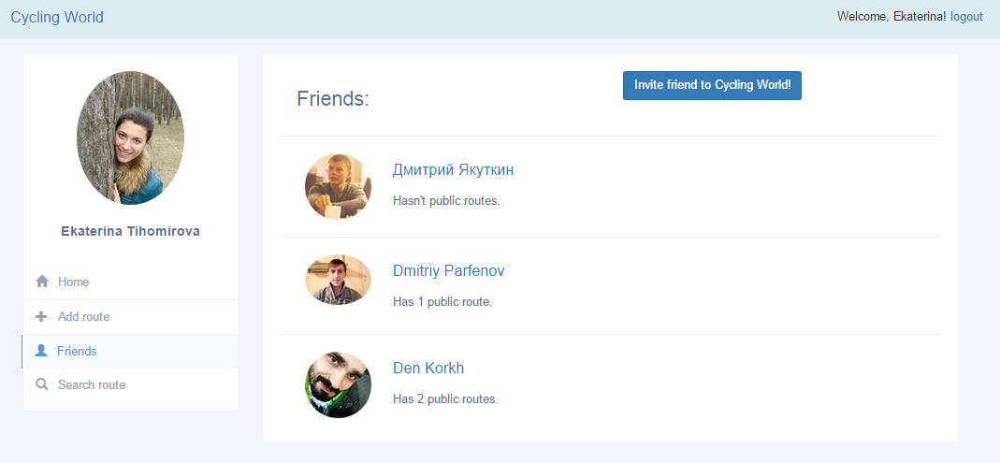 Cycling World
Welcome, Ekaterina! logout
Ekaterina Tihomirova
Home
Add route
Friends
Search route
Friends:
Invite friend to Cycling World!
Дмитрий Якуткин
Hasn't public routes.
Dmitriy Parfenov
Has 1 public route.
Den Korkh
Has 2 public routes.